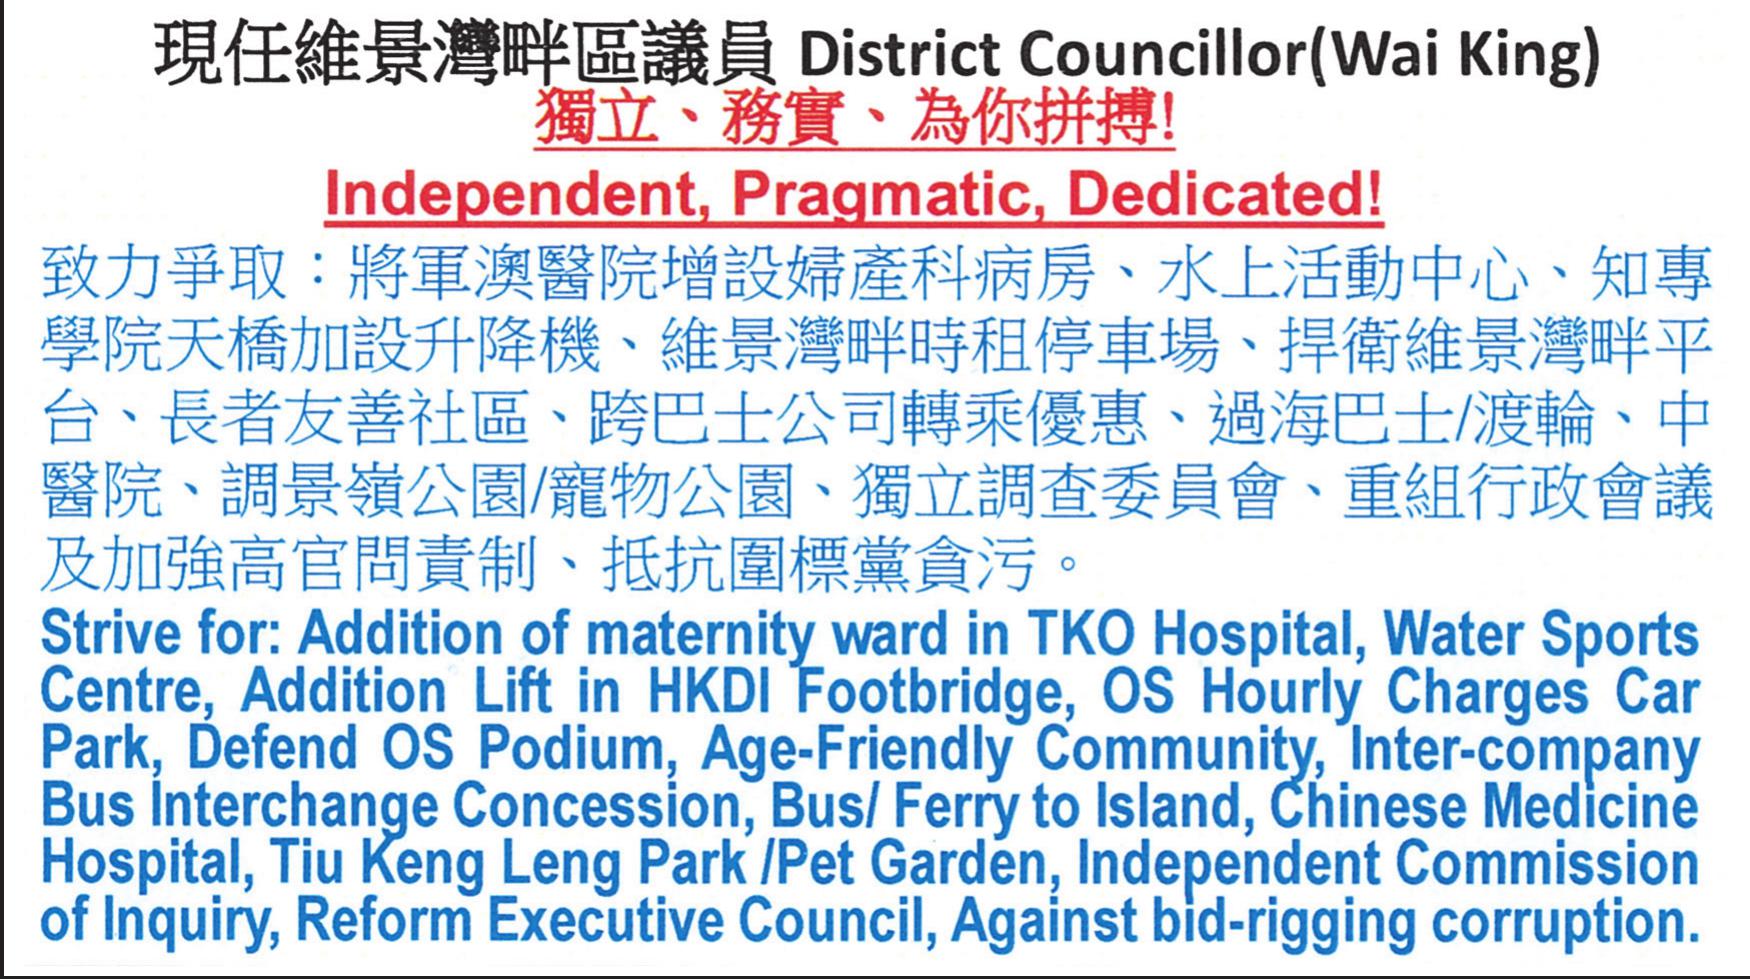 現任維景灣畔區議員 District Councillor(Wai King)
獨立、務實、為你拼搏!
Independent, Pragmatic, Dedicated!
致力爭取：將軍澳醫院增設婦產科病房、水上活動中心、知專
學院天橋加設升降機、維景灣畔時租停車場、捍衛維景灣畔平
台、長者友善社區、跨巴士公司轉乘優惠、過海巴士/渡輪、中
醫院、調景嶺公園/寵物公園、獨立調查委員會、重組行政會議
及加強高官問責制、抵抗圍標黨貪污。
Strive for: Addition of maternity ward in TKO Hospital, Water Sports
Centre, Addition Lift in HKDI Footbridge, OS Hourly Charges Car
Park, Defend OS Podium, Age-Friendly Community, Inter-company
Bus Interchange Concession, Bus/ Ferry to Island, Chinese Medicine
Hospital, Tiu Keng Leng Park /Pet Garden, Independent Commission
of Inquiry, Reform Executive Council, Against bid-rigging corruption.